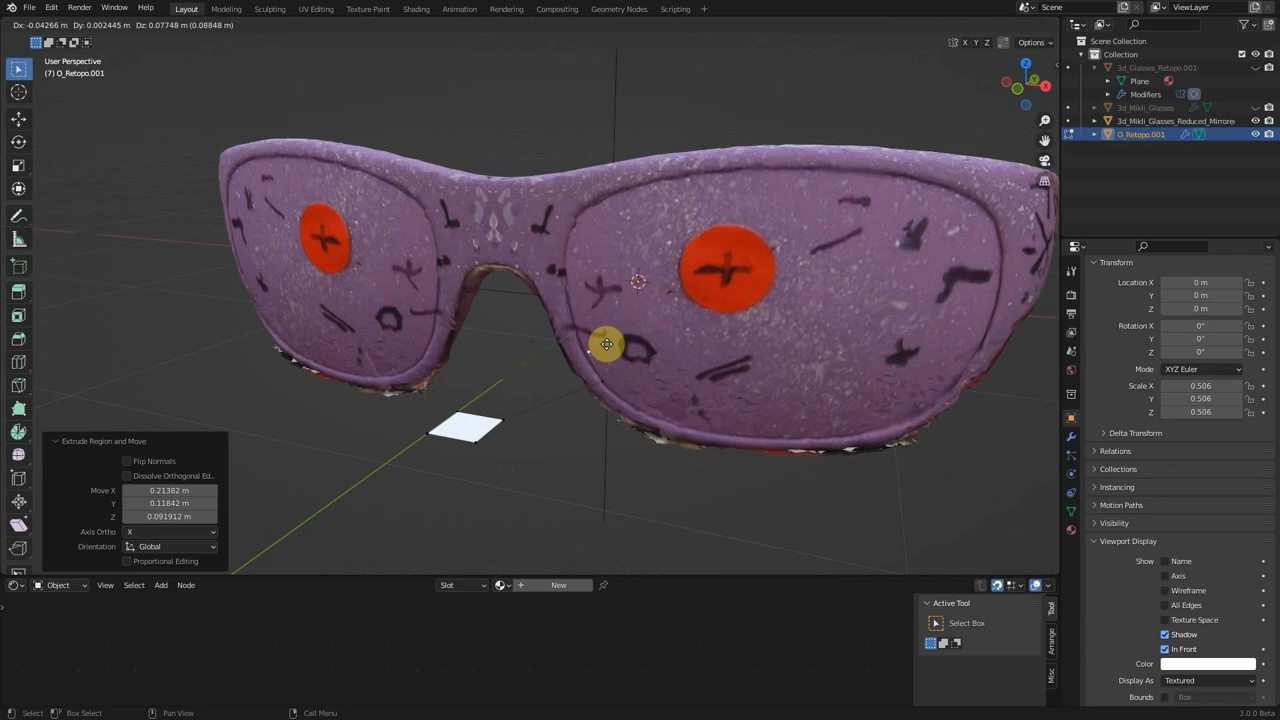 File Edit Render Window Help Layout Modeling Sculpting UV Editing Texture Paint Shading Animation Rendering Compositing Geometry Nodes Scripting + Scene ViewLayer
Dx: -0.04266 m Dy: 0.002445 m Dz: 0.07748 m (0.08848 m)
X Y Z Options
User Perspective
(7) O_Retopo.001
Scene Collection
Collection
3d_Glasses_Retopo.001
Plane
Modifiers
3d_Mikli_Glasses
3d_Mikli_Glasses_Reduced_Mirrore
O_Retopo.001
Transform
Location X 0 m
Y 0 m
Z 0 m
Rotation X 0°
Y 0°
Z 0°
Mode XYZ Euler
Scale X 0.506
Y 0.506
Z 0.506
Delta Transform
Relations
Collections
Instancing
Motion Paths
Visibility
Viewport Display
Show Name
Axis
Wireframe
All Edges
Texture Space
Shadow
In Front
Color
Display As Textured
Bounds Box
Extrude Region and Move
Flip Normals
Dissolve Orthogonal Ed..
Move X 0.21382 m
Y 0.11842 m
Z 0.091912 m
Axis Ortho X
Orientation Global
Proportional Editing
Object View Select Add Node Slot New
Active Tool
Select Box
Tool
Arrange
Misc
Select Box Select Pan View Call Menu 3.0.0 Beta